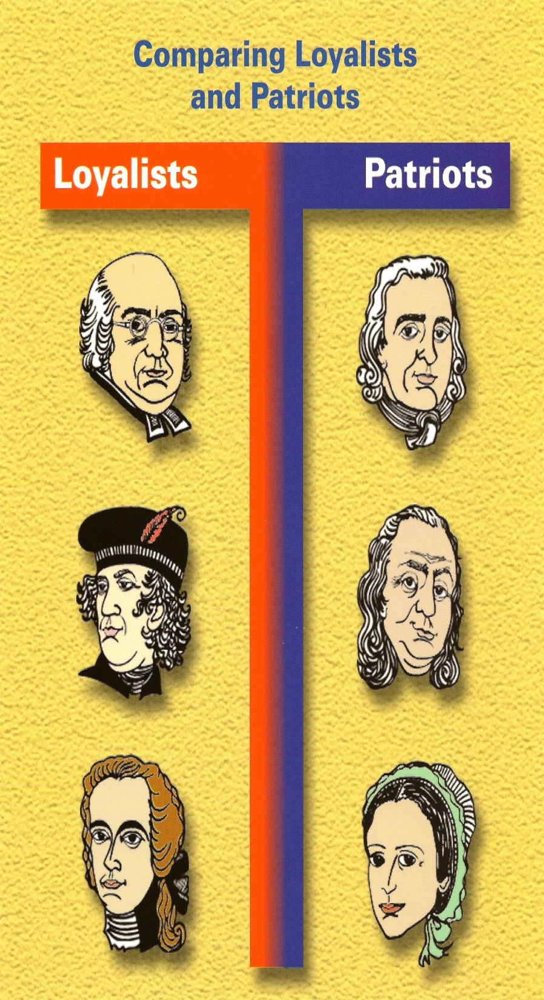 Comparing Loyalists
and Patriots
Loyalists
Patriots